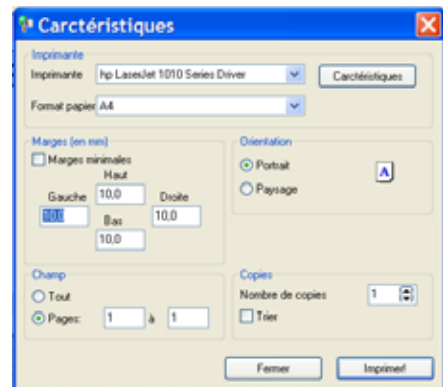 Carctéristiques
Imprimante
Imprimante hp LaserJet 1010 Series Driver Carctéristiques
Format papier A4
Marges (en mm)
Marges minimales
Haut
Gauche 10,0 Droite
10,0 Bas 10,0
10,0
Orientation
Portrait
A
Paysage
Champ
Tout
Pages: 1 à 1
Copies
Nombre de copies 1
Trier
Fermer Imprimer!